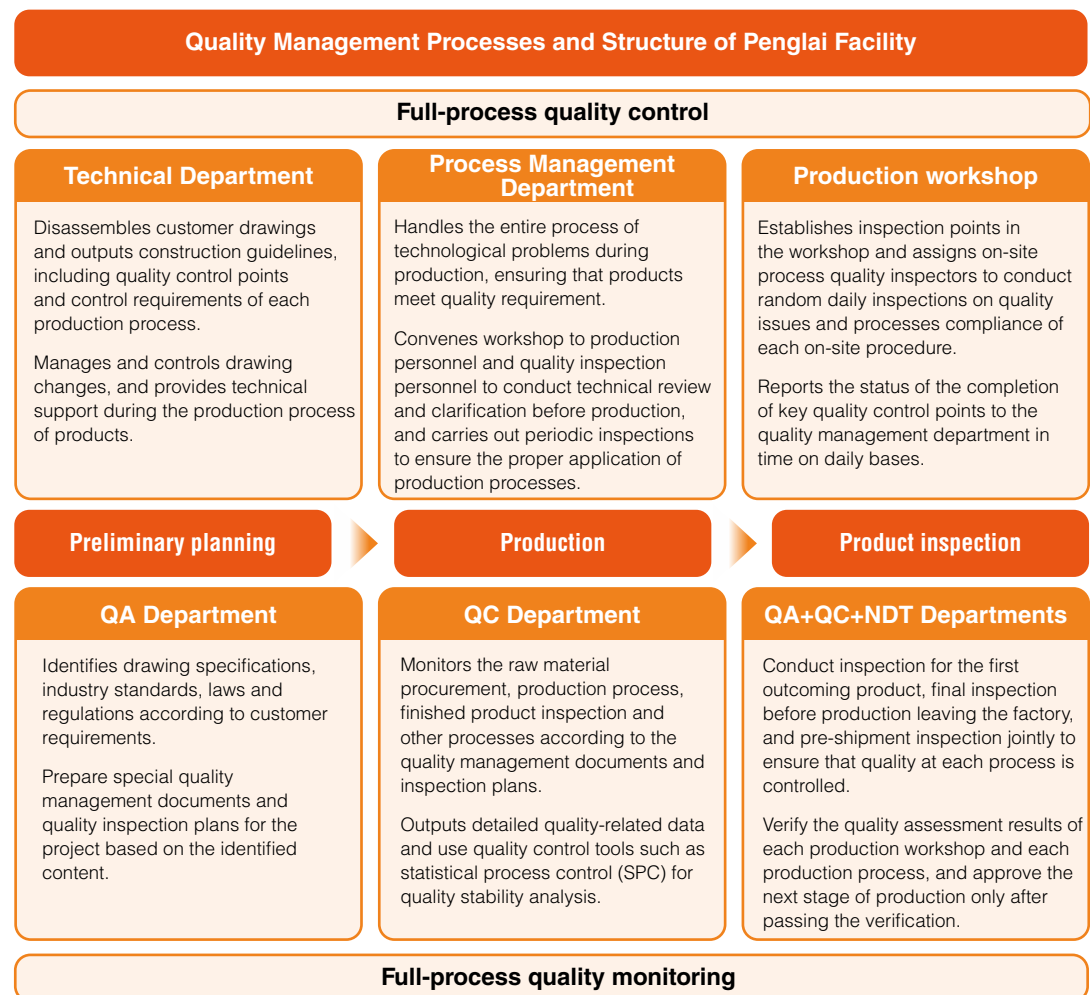 Quality Management Processes and Structure of Penglai Facility
Full-process quality control
Technical Department
Disassembles customer drawings
and outputs construction guidelines,
including quality control points
and control requirements of each
production process.
Manages and controls drawing
changes, and provides technical
support during the production process
of products.
Process Management
Department
Handles the entire process of
technological problems during
production, ensuring that products
meet quality requirement.
Convenes workshop to production
personnel and quality inspection
personnel to conduct technical review
and clarification before production,
and carries out periodic inspections
to ensure the proper application of
production processes.
Production workshop
Establishes inspection points in
the workshop and assigns on-site
process quality inspectors to conduct
random daily inspections on quality
issues and processes compliance of
each on-site procedure.
Reports the status of the completion
of key quality control points to the
quality management department in
time on daily bases.
Preliminary planning
Production
Product inspection
QA Department
Identifies drawing specifications,
industry standards, laws and
regulations according to customer
requirements.
Prepare special quality
management documents and
quality inspection plans for the
project based on the identified
content.
QC Department
Monitors the raw material
procurement, production process,
finished product inspection and
other processes according to the
quality management documents and
inspection plans.
Outputs detailed quality-related data
and use quality control tools such as
statistical process control (SPC) for
quality stability analysis.
QA+QC+NDT Departments
Conduct inspection for the first
outcoming product, final inspection
before production leaving the factory,
and pre-shipment inspection jointly to
ensure that quality at each process is
controlled.
Verify the quality assessment results of
each production workshop and each
production process, and approve the
next stage of production only after
passing the verification.
Full-process quality monitoring